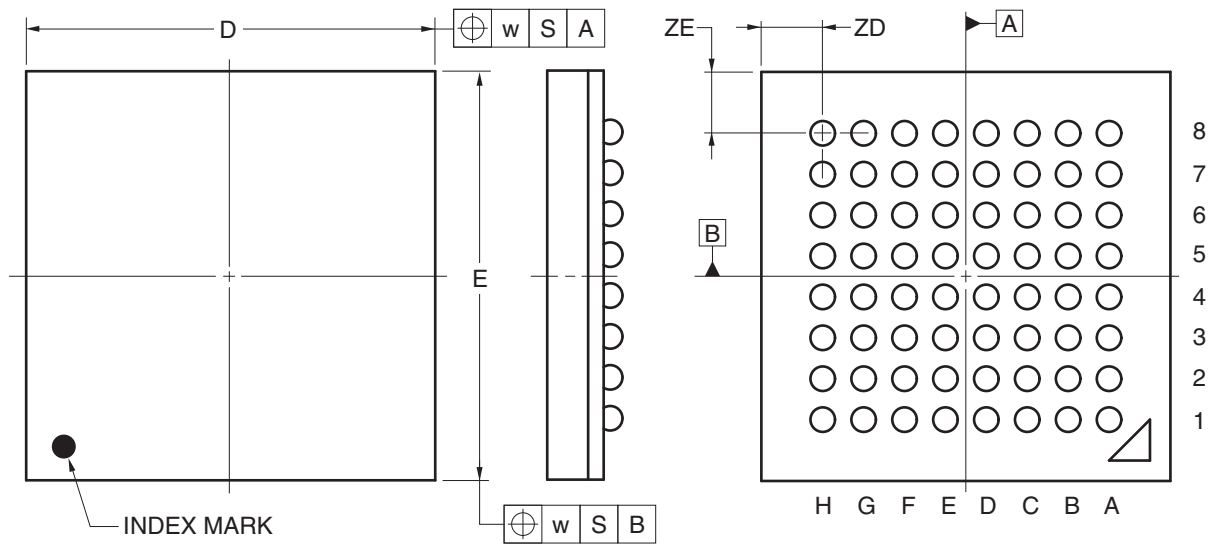 D
⌖ w S A
E
INDEX MARK
⌖ w S B
ZE
ZD
A
B
8
7
6
5
4
3
2
1
H G F E D C B A